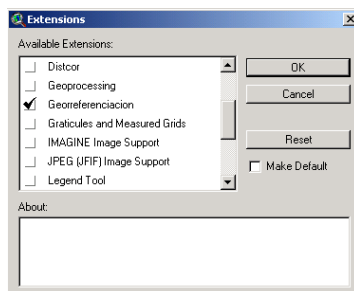 Extensions
Available Extensions:
Distcor
Geoprocessing
Georreferenciacion
Graticules and Measured Grids
IMAGINE Image Support
JPEG (JFIF) Image Support
Legend Tool
OK
Cancel
Reset
Make Default
About: